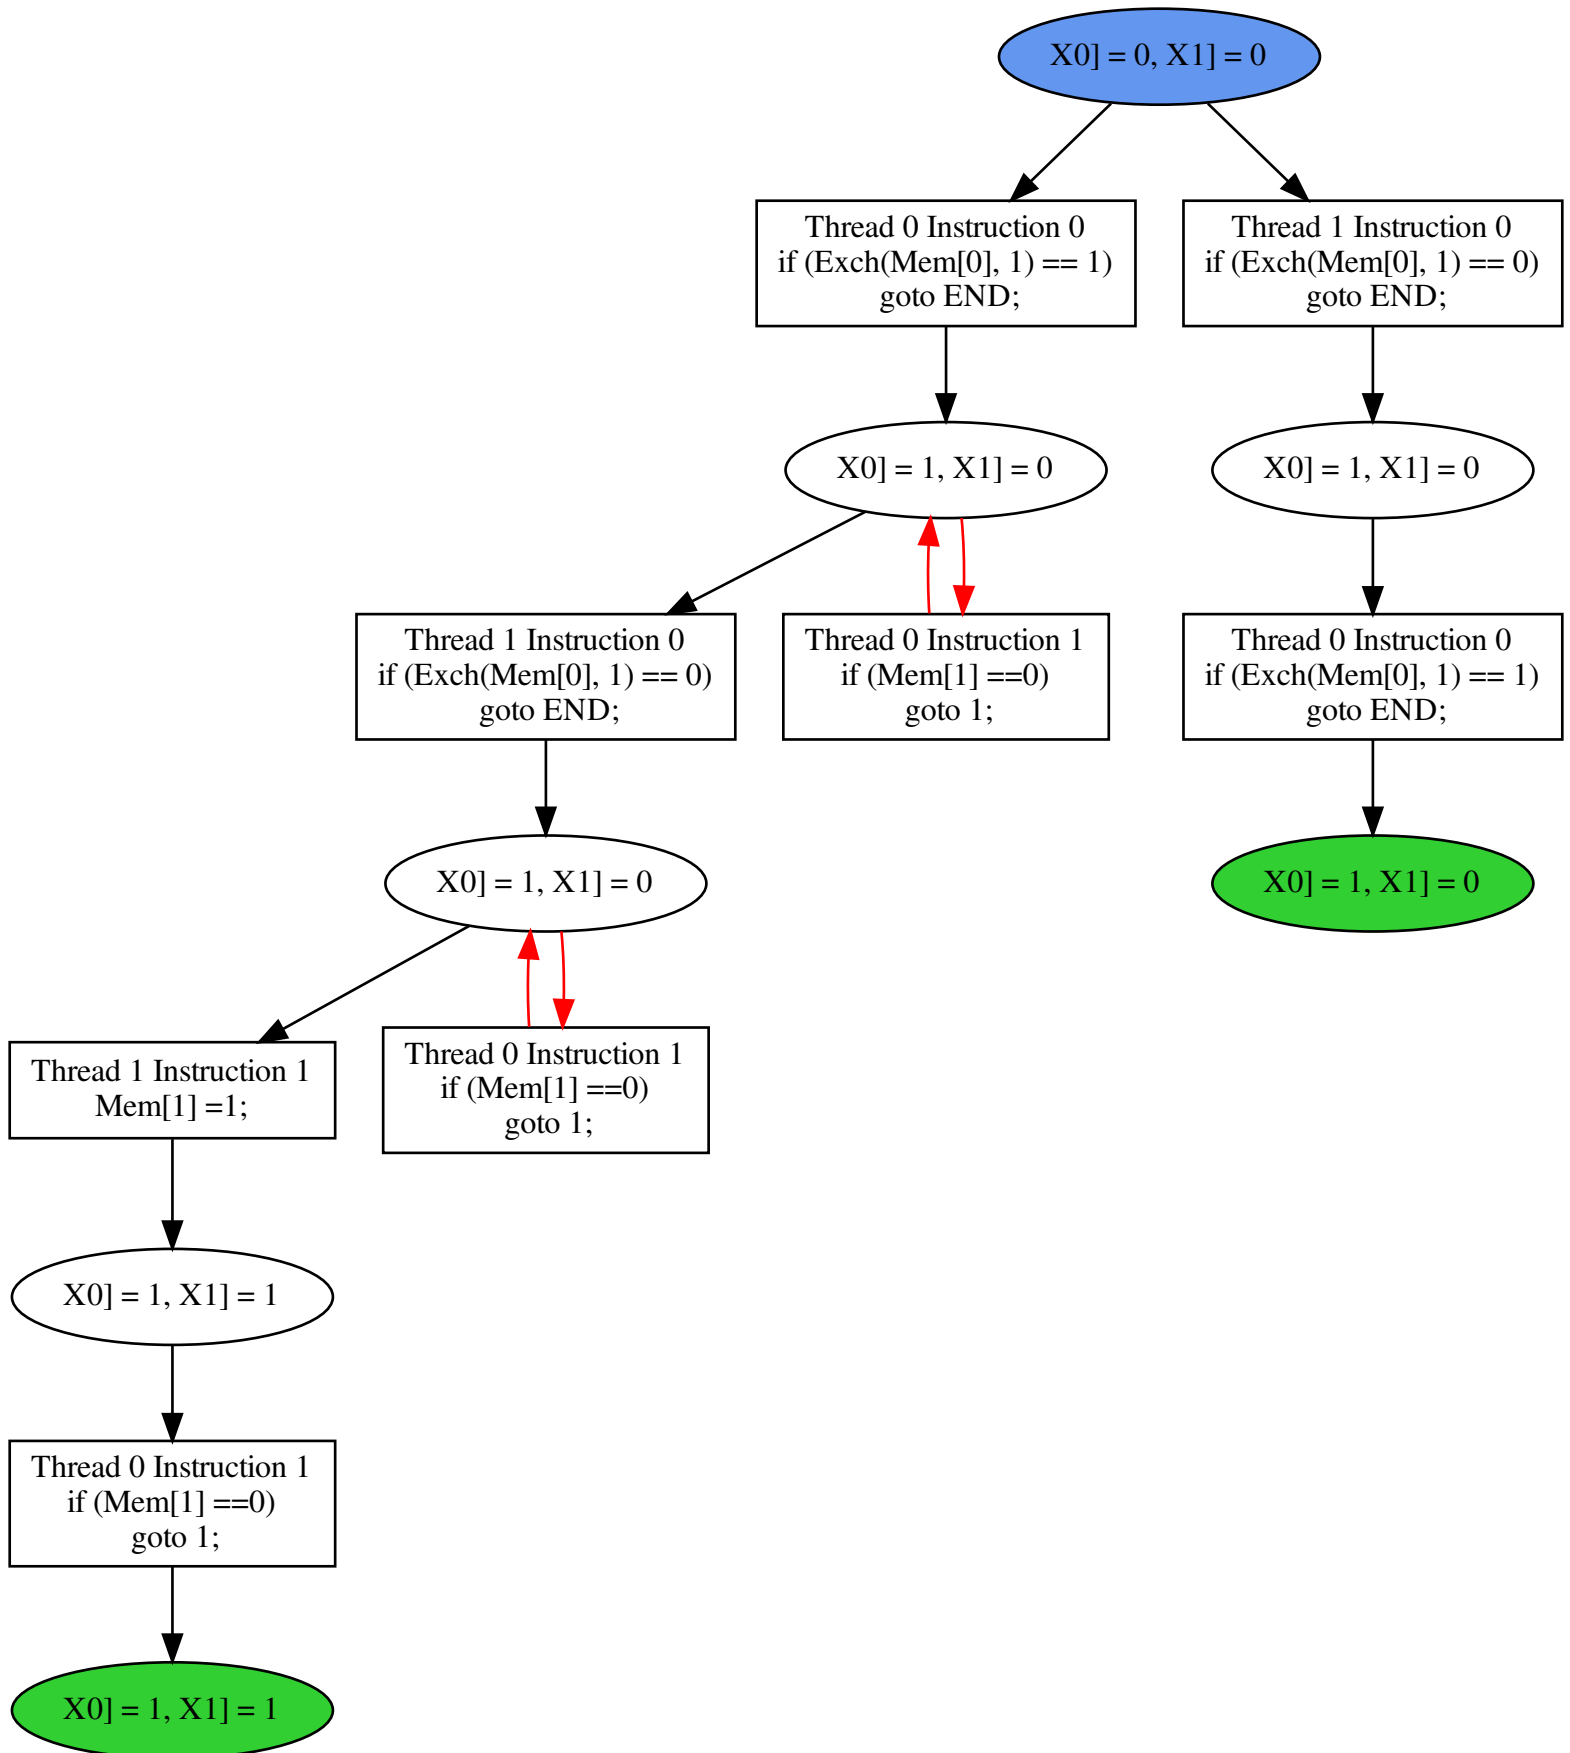 X0] = 0, X1] = 0
Thread 0 Instruction 0
if (Exch(Mem[0], 1) == 1)
goto END;
Thread 1 Instruction 0
if (Exch(Mem[0], 1) == 0)
goto END;
X0] = 1, X1] = 0
X0] = 1, X1] = 0
Thread 1 Instruction 0
if (Exch(Mem[0], 1) == 0)
goto END;
Thread 0 Instruction 1
if (Mem[1] ==0)
goto 1;
Thread 0 Instruction 0
if (Exch(Mem[0], 1) == 1)
goto END;
X0] = 1, X1] = 0
X0] = 1, X1] = 0
Thread 1 Instruction 1
Mem[1] =1;
Thread 0 Instruction 1
if (Mem[1] ==0)
goto 1;
X0] = 1, X1] = 1
Thread 0 Instruction 1
if (Mem[1] ==0)
goto 1;
X0] = 1, X1] = 1